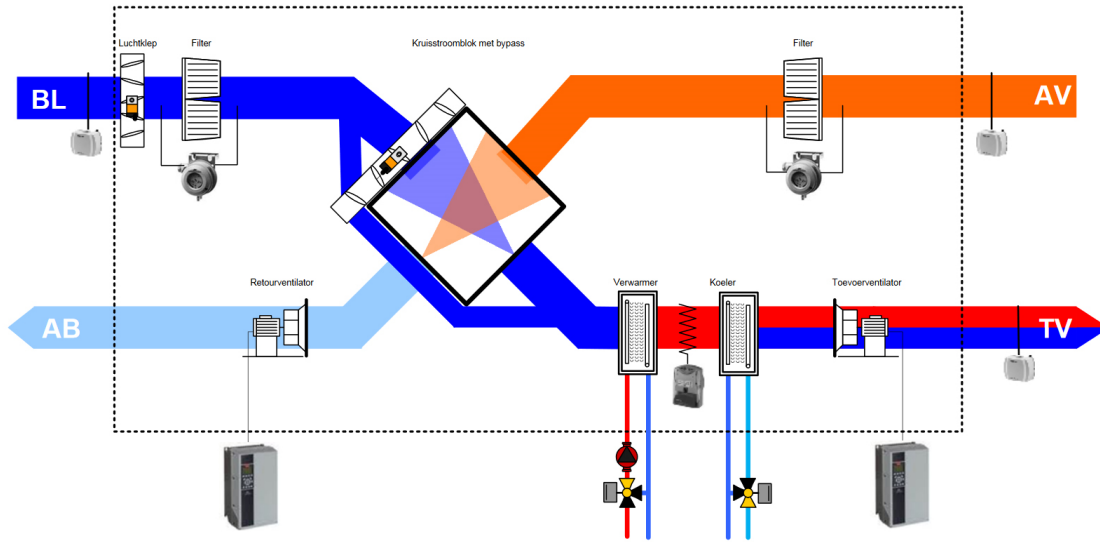 Luchtklep
Filter
Kruisstroomblok met bypass
Filter
BL
AV
Retourventilator
Verwarmer
Koeler
Toevoerventilator
AB
TV